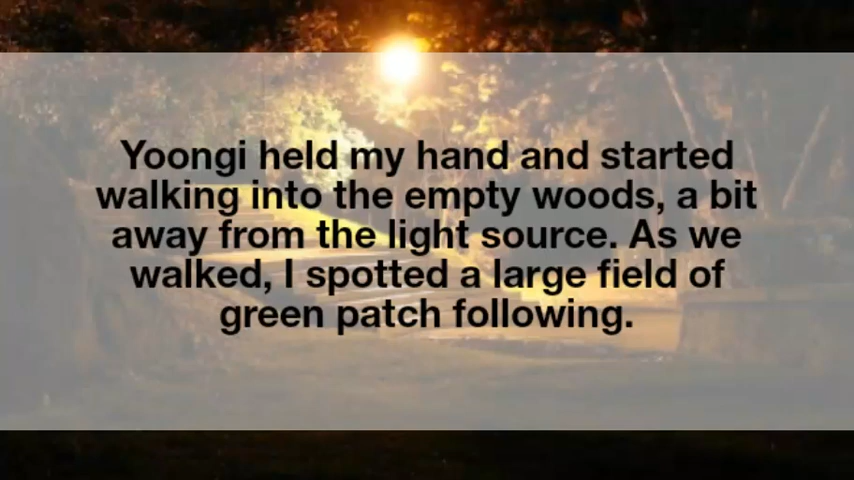 Yoongi held my hand and started
walking into the empty woods, a bit
away from the light source. As we
walked, I spotted a large field of
green patch following.